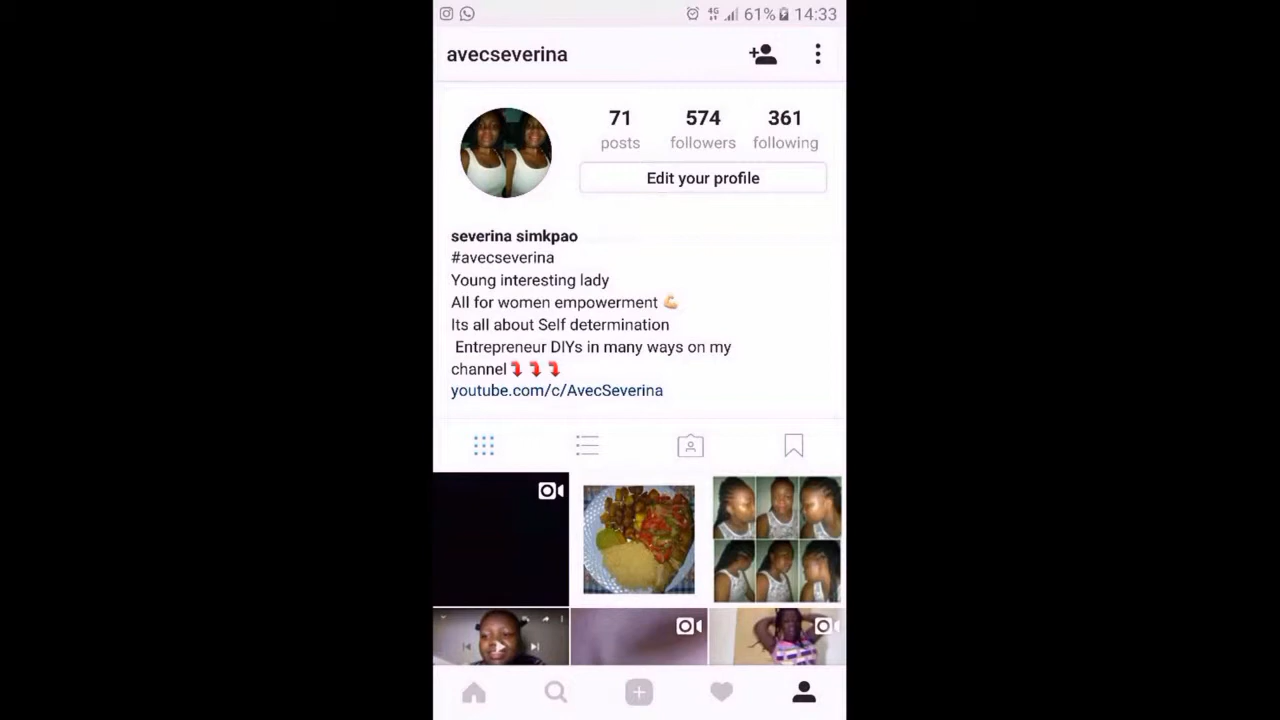 4G 61% 14:33
avecseverina
71 574 361
posts followers following
Edit your profile
severina simkpao
#avecseverina
Young interesting lady
All for women empowerment 💪🏻
Its all about Self determination
Entrepreneur DIYs in many ways on my
channel⤵⤵⤵
youtube.com/c/AvecSeverina